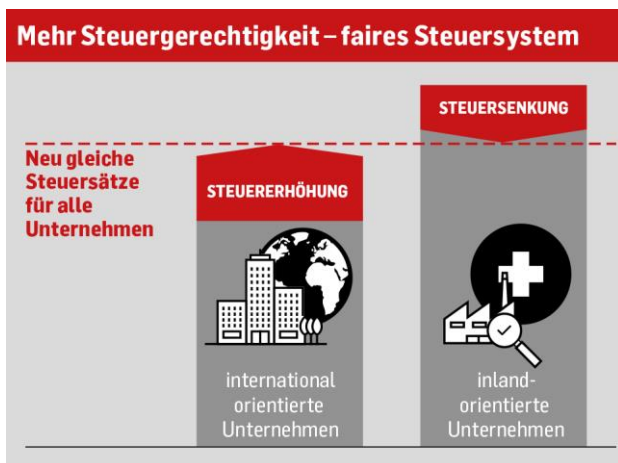 Mehr Steuergerechtigkeit – faires Steuersystem
STEUERSENKUNG
Neu gleiche
Steuersätze
für alle
Unternehmen
STEUERERHÖHUNG
international
orientierte
Unternehmen
inland-
orientierte
Unternehmen